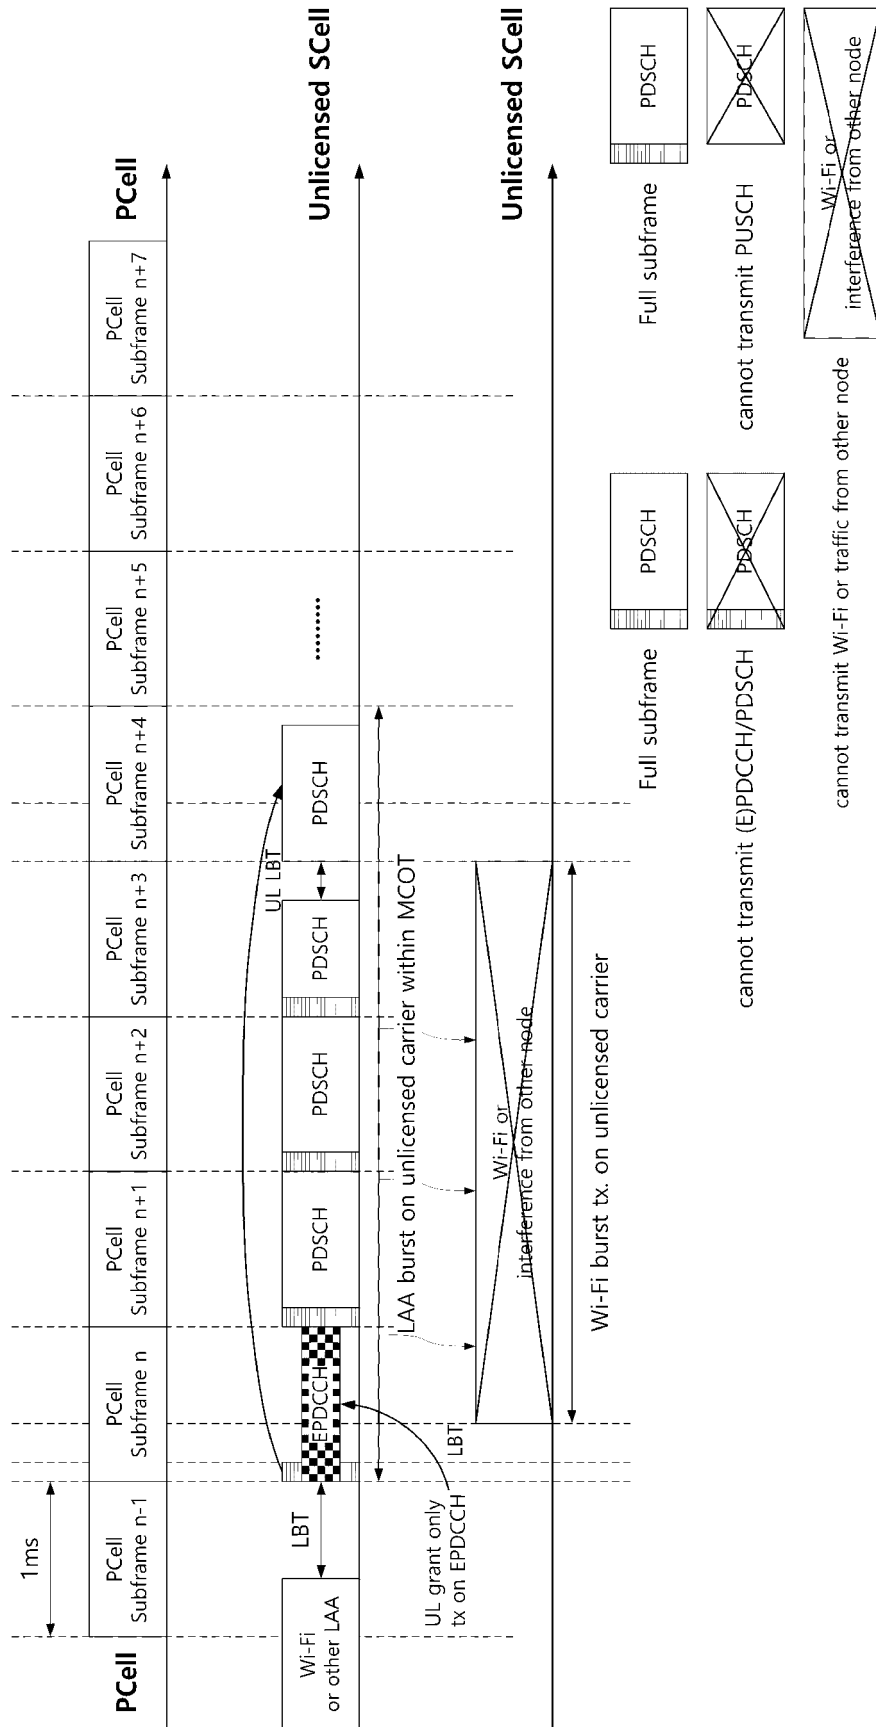 1ms
PCell
PCell
Subframe n-1
PCell
Subframe n
PCell
Subframe n+1
PCell
Subframe n+2
PCell
Subframe n+3
PCell
Subframe n+4
PCell
Subframe n+5
PCell
Subframe n+6
PCell
Subframe n+7
PCell
Wi-Fi
or other LAA
LBT
EPDCCH
PDSCH
PDSCH
PDSCH
UL LBT
PDSCH
.........
Unlicensed SCell
UL grant only
tx on EPDCCH
LAA burst on unlicensed carrier within MCOT
LBT
Wi-Fi or
interference from other node
Unlicensed SCell
Wi-Fi burst tx. on unlicensed carrier
Full subframe
PDSCH
Full subframe
PDSCH
cannot transmit (E)PDCCH/PDSCH
PDSCH
cannot transmit PUSCH
PDSCH
cannot transmit Wi-Fi or traffic from other node
Wi-Fi or
interference from other node